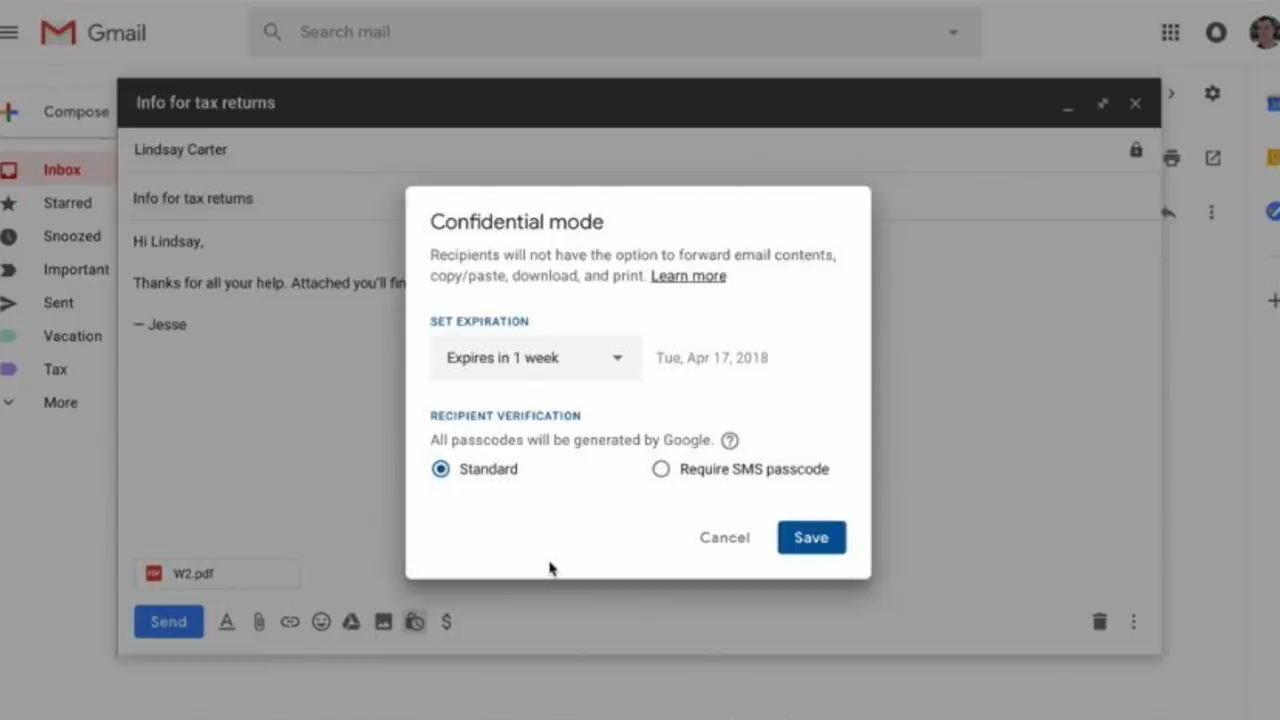 Gmail
Search mail
Compose
Inbox
Starred
Snoozed
Important
Sent
Vacation
Tax
More
Info for tax returns
Lindsay Carter
Info for tax returns
Hi Lindsay,
Thanks for all your help. Attached you'll
– Jesse
W2.pdf
Send
Confidential mode
Recipients will not have the option to forward email contents,
copy/paste, download, and print. Learn more
SET EXPIRATION
Expires in 1 week Tue, Apr 17, 2018
RECIPIENT VERIFICATION
All passcodes will be generated by Google.
Standard Require SMS passcode
Cancel Save